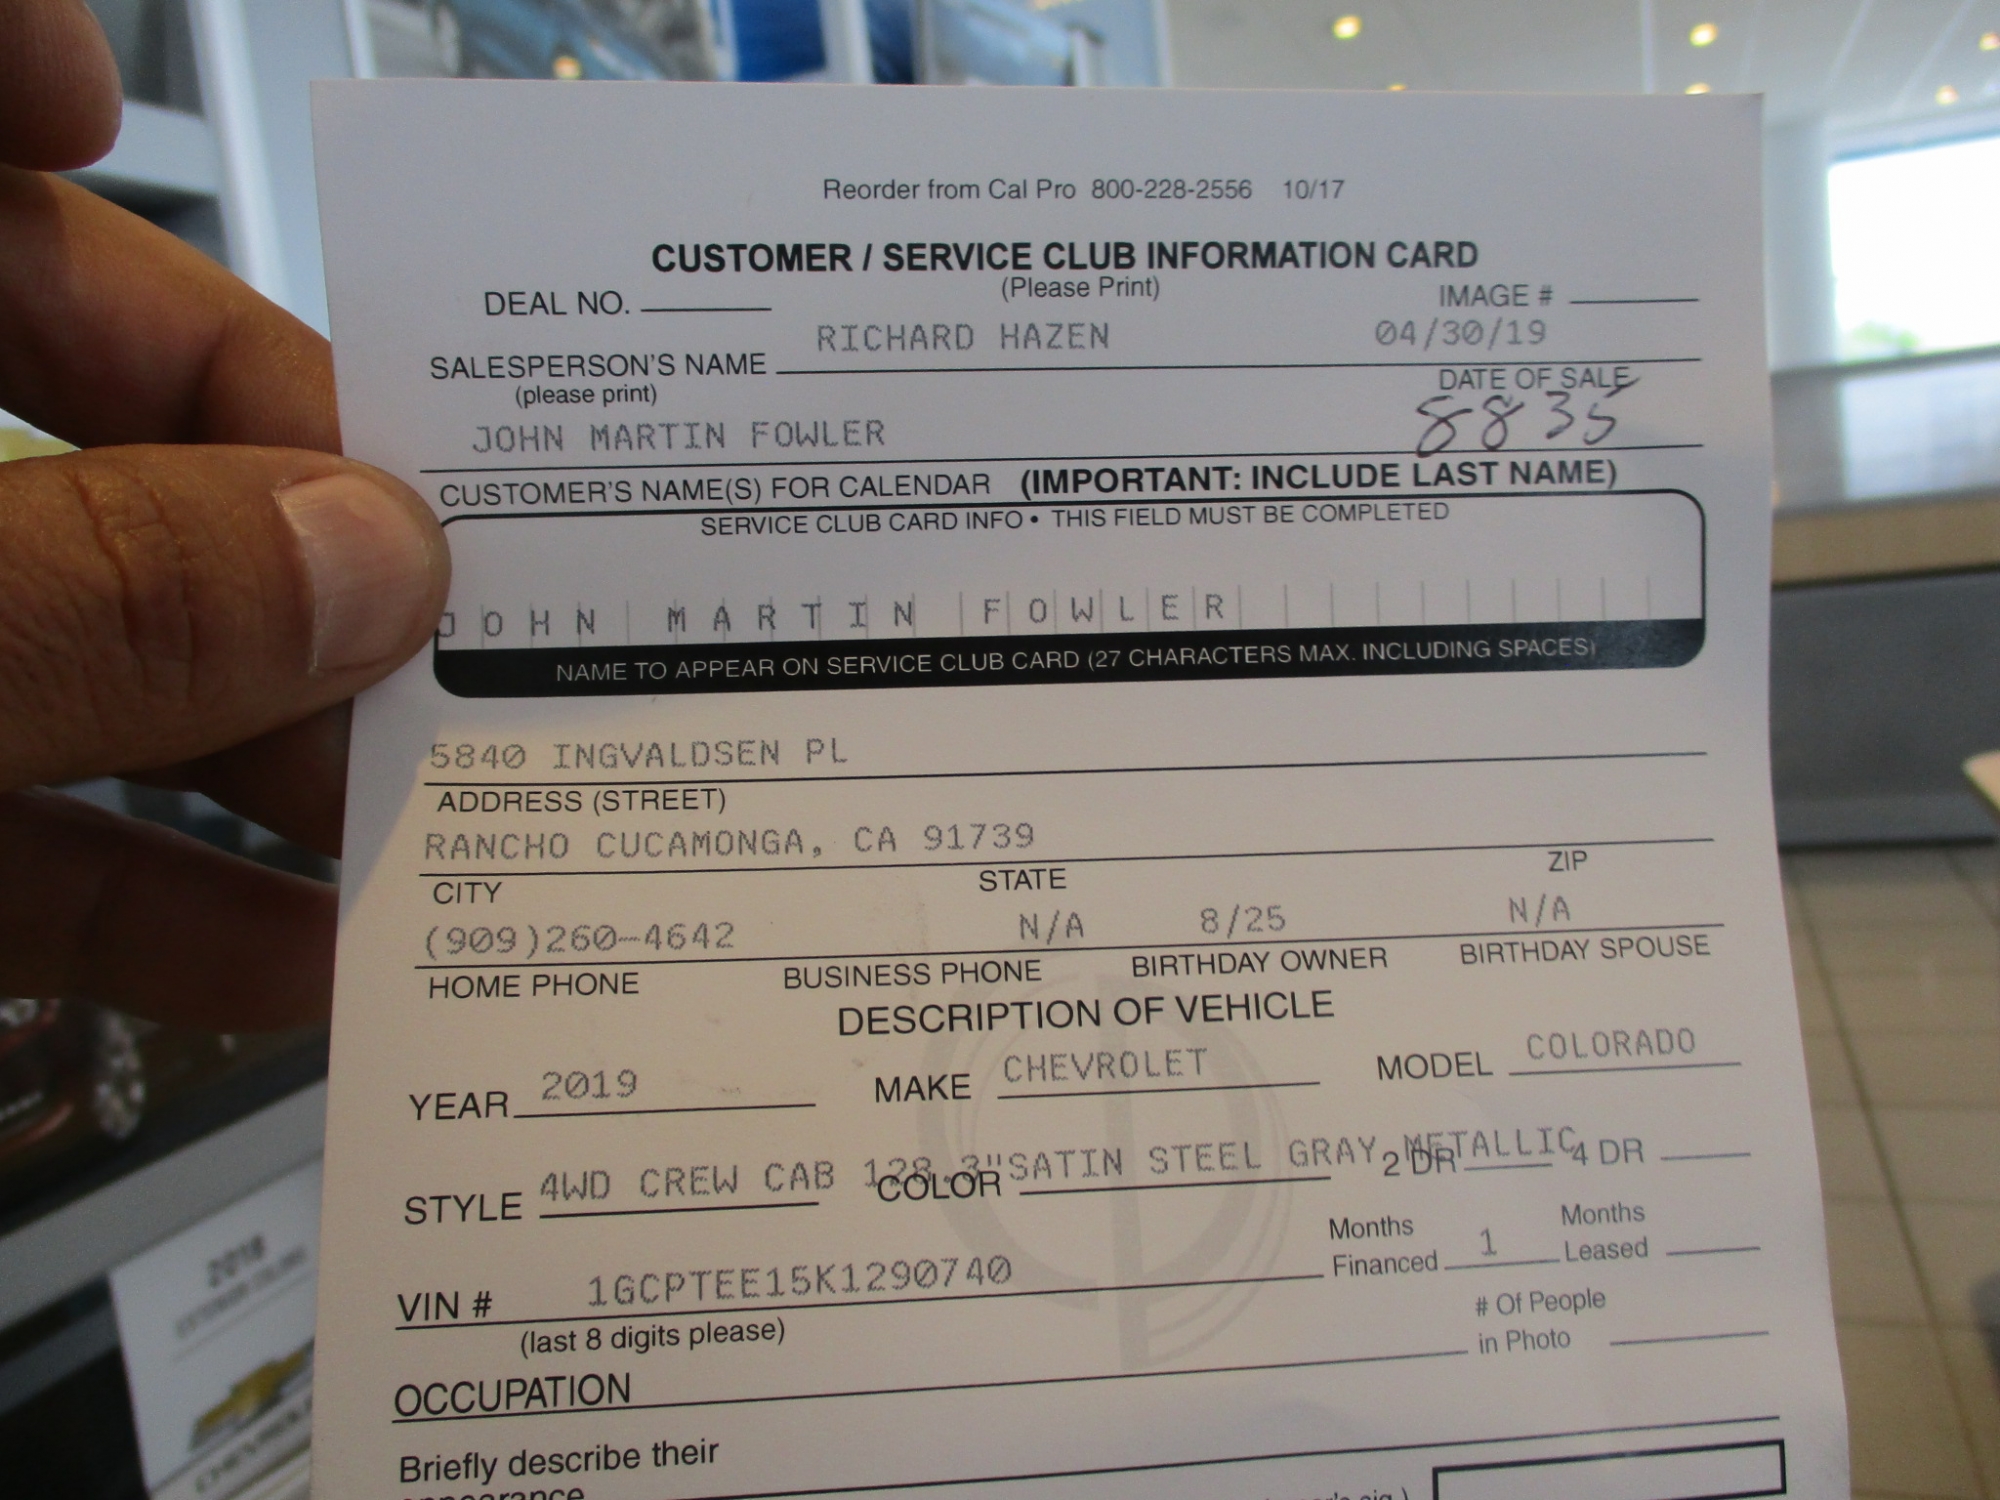 Reorder from Cal Pro 800-228-2556 10/17
CUSTOMER / SERVICE CLUB INFORMATION CARD
DEAL NO. (Please Print) IMAGE #
RICHARD HAZEN 04/30/19
SALESPERSON'S NAME DATE OF SALE
(please print)
8835
JOHN MARTIN FOWLER
CUSTOMER'S NAME(S) FOR CALENDAR (IMPORTANT: INCLUDE LAST NAME)
SERVICE CLUB CARD INFO • THIS FIELD MUST BE COMPLETED
JOHN MARTIN FOWLER
NAME TO APPEAR ON SERVICE CLUB CARD (27 CHARACTERS MAX. INCLUDING SPACES)
5840 INGVALDSEN PL
ADDRESS (STREET)
RANCHO CUCAMONGA, CA 91739
CITY STATE ZIP
(909)260-4642 N/A 8/25 N/A
HOME PHONE BUSINESS PHONE BIRTHDAY OWNER BIRTHDAY SPOUSE
DESCRIPTION OF VEHICLE
YEAR 2019 MAKE CHEVROLET MODEL COLORADO
STYLE 4WD CREW CAB 128.3" COLOR SATIN STEEL GRAY METALLIC 2 DR 4 DR
VIN # 1GCPTEE15K1290740 Months Financed 1 Months Leased
(last 8 digits please) # Of People in Photo
OCCUPATION
Briefly describe their
appearance
2018
CHEVROLET